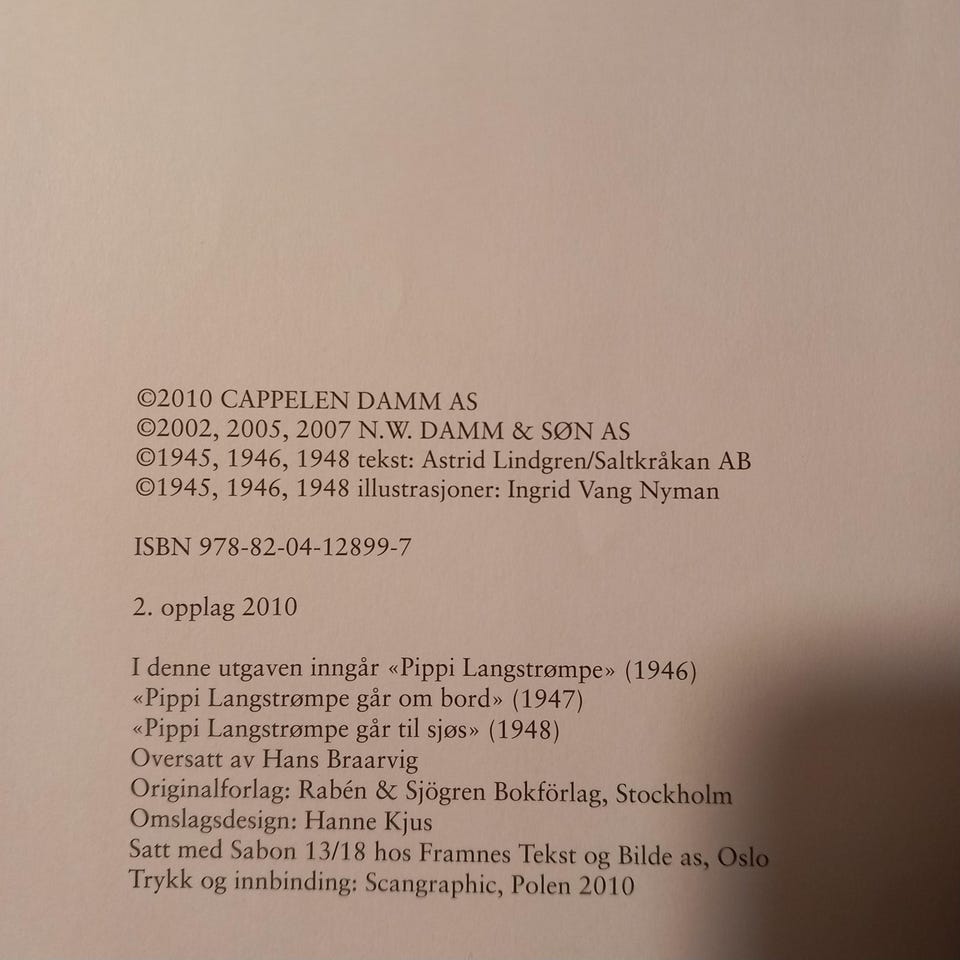 ©2010 CAPPELEN DAMM AS
©2002, 2005, 2007 N.W. DAMM & SØN AS
©1945, 1946, 1948 tekst: Astrid Lindgren/Saltkråkan AB
©1945, 1946, 1948 illustrasjoner: Ingrid Vang Nyman
ISBN 978-82-04-12899-7
2. opplag 2010
I denne utgaven inngår «Pippi Langstrømpe» (1946)
«Pippi Langstrømpe går om bord» (1947)
«Pippi Langstrømpe går til sjøs» (1948)
Oversatt av Hans Braarvig
Originalforlag: Rabén & Sjögren Bokförlag, Stockholm
Omslagsdesign: Hanne Kjus
Satt med Sabon 13/18 hos Framnes Tekst og Bilde as, Oslo
Trykk og innbinding: Scangraphic, Polen 2010